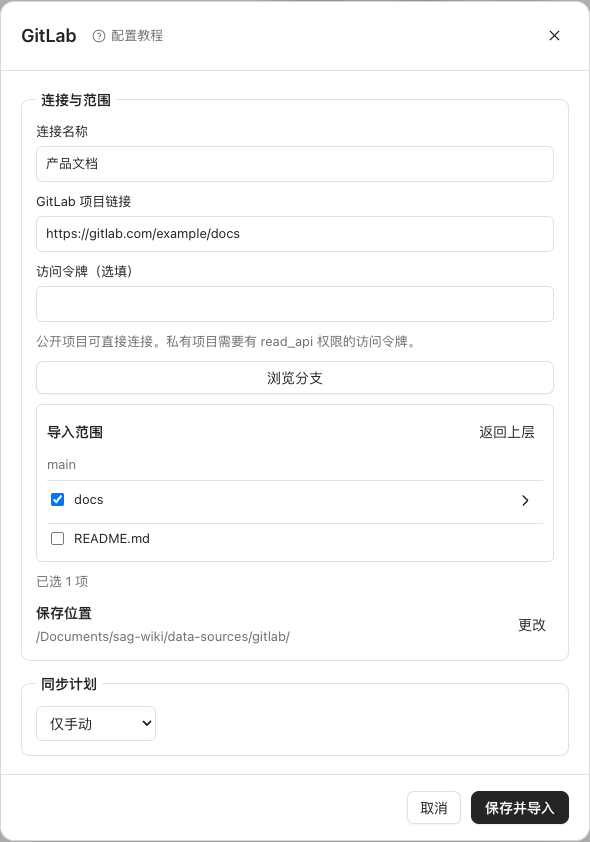 GitLab
配置教程
连接与范围
连接名称
产品文档
GitLab 项目链接
https://gitlab.com/example/docs
访问令牌（选填）
公开项目可直接连接。私有项目需要有 read_api 权限的访问令牌。
浏览分支
导入范围
返回上层
main
docs
README.md
已选 1 项
保存位置
/Documents/sag-wiki/data-sources/gitlab/
更改
同步计划
仅手动
取消
保存并导入